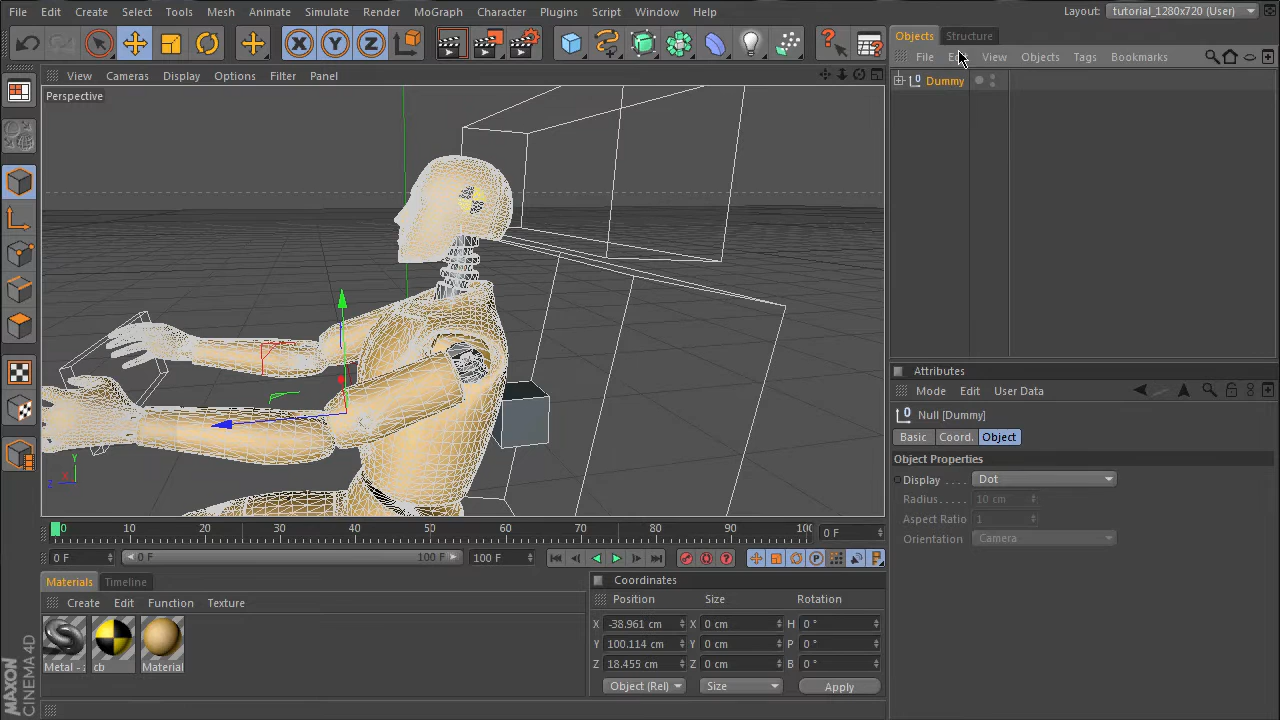 File Edit Create Select Tools Mesh Animate Simulate Render MoGraph Character Plugins Script Window Help Layout: tutorial_1280x720 (User)
Objects Structure
File View Objects Tags Bookmarks
Dummy
View Cameras Display Options Filter Panel
Perspective
Y
X
Z
Attributes
Mode Edit User Data
Null [Dummy]
Basic Coord. Object
Object Properties
Display . . . . Dot
Radius . . . . . 10 cm
Aspect Ratio 1
Orientation Camera
0 10 20 30 40 50 60 70 80 90 100 0 F
0 F 0 F 100 F 100 F
Materials Timeline
Create Edit Function Texture
Metal - cb Material
Coordinates
Position Size Rotation
X -38.961 cm X 0 cm H 0 °
Y 100.114 cm Y 0 cm P 0 °
Z 18.455 cm Z 0 cm B 0 °
Object (Rel) Size Apply
MAXON
CINEMA 4D